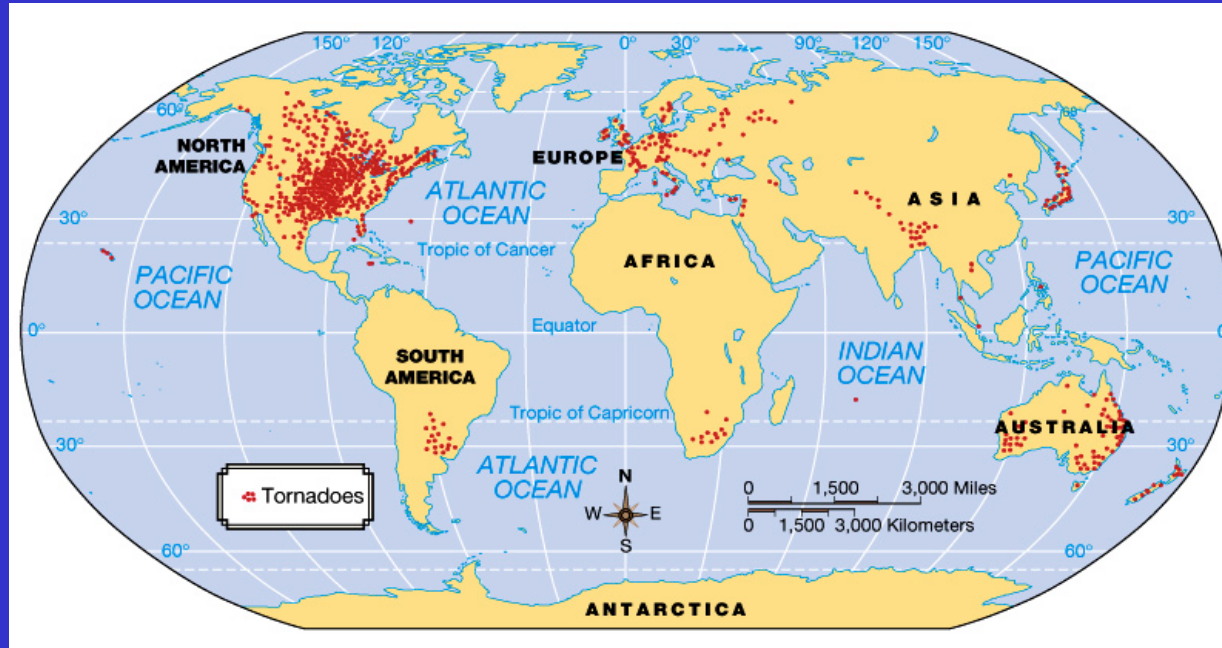 150° 120° 0° 30° 90° 120° 150°
60° 60°
NORTH
AMERICA
EUROPE
ASIA
ATLANTIC
OCEAN
30° 30°
Tropic of Cancer
AFRICA
PACIFIC
OCEAN
PACIFIC
OCEAN
0° Equator 0
SOUTH
AMERICA
INDIAN
OCEAN
Tropic of Capricorn
AUSTRALIA
30° 30°
ATLANTIC
OCEAN
Tornadoes
N
W E
S
0 1,500 3,000 Miles
0 1,500 3,000 Kilometers
60° 60°
ANTARCTICA